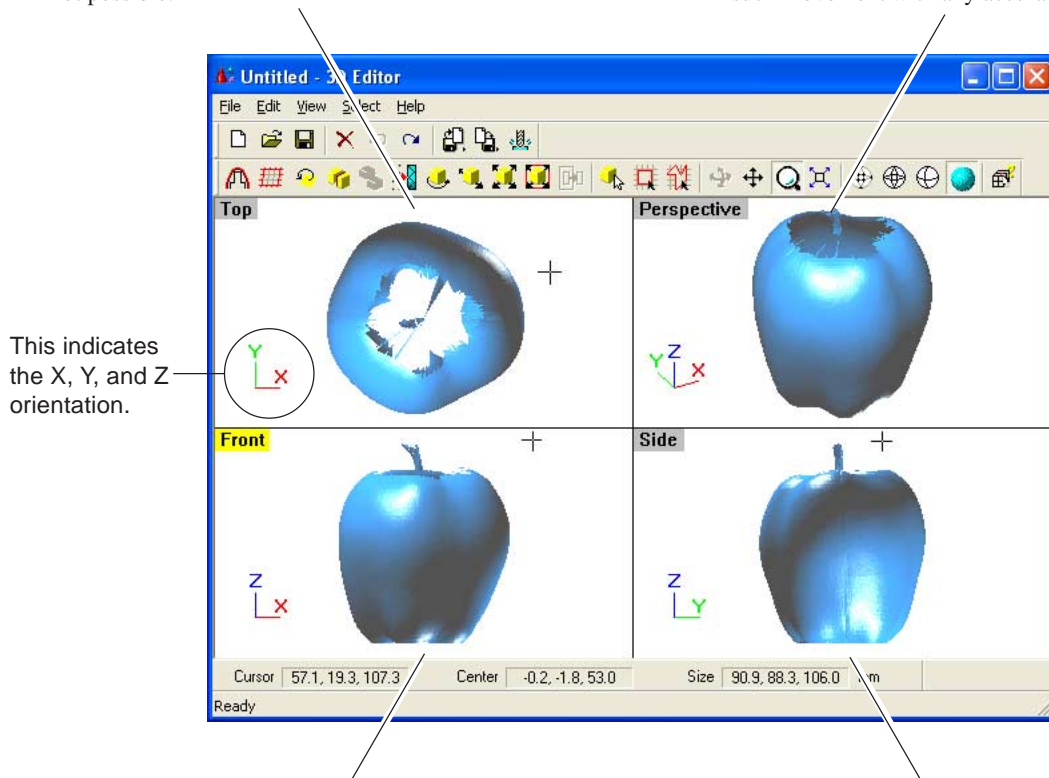 Untitled - 3D Editor
File Edit View Select Help
Top
Perspective
Y
X
Z
Y
X
This indicates
the X, Y, and Z
orientation.
Front
Side
Z
X
Z
Y
Cursor 57.1, 19.3, 107.3 Center -0.2, -1.8, 53.0 Size 90.9, 88.3, 106.0 mm
Ready